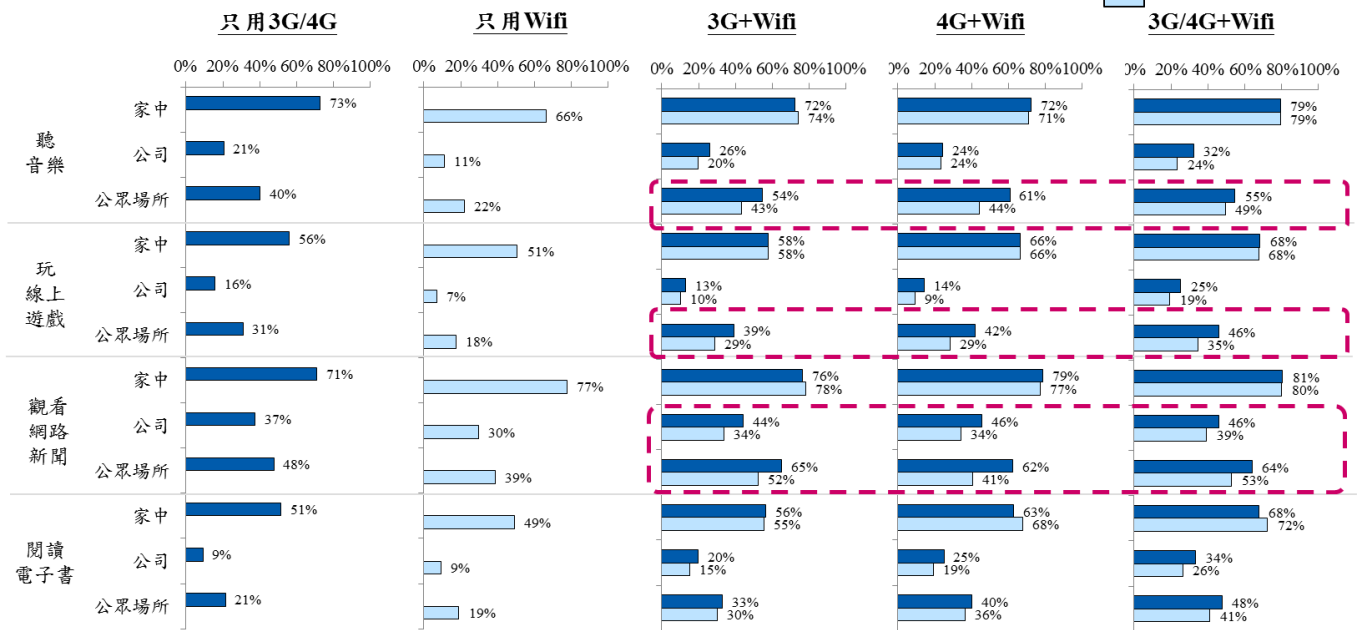 只用3G/4G 只用Wifi 3G+Wifi 4G+Wifi 3G/4G+Wifi
0% 20% 40% 60% 80%100% 0% 20% 40% 60% 80%100% 0% 20% 40% 60% 80%100% 0% 20% 40% 60% 80%100% 0% 20% 40% 60% 80%100%
聽
音樂
家中 73% 66% 72% 74% 72% 71% 79% 79%
公司 21% 11% 26% 20% 24% 24% 32% 24%
公眾場所 40% 22% 54% 43% 61% 44% 55% 49%
玩
線上
遊戲
家中 56% 51% 58% 58% 66% 66% 68% 68%
公司 16% 7% 13% 10% 14% 9% 25% 19%
公眾場所 31% 18% 39% 29% 42% 29% 46% 35%
觀看
網路
新聞
家中 71% 77% 76% 78% 79% 77% 81% 80%
公司 37% 30% 44% 34% 46% 34% 46% 39%
公眾場所 48% 39% 65% 52% 62% 41% 64% 53%
閱讀
電子書
家中 51% 49% 56% 55% 63% 68% 68% 72%
公司 9% 9% 20% 15% 25% 19% 34% 26%
公眾場所 21% 19% 33% 30% 40% 36% 48% 41%